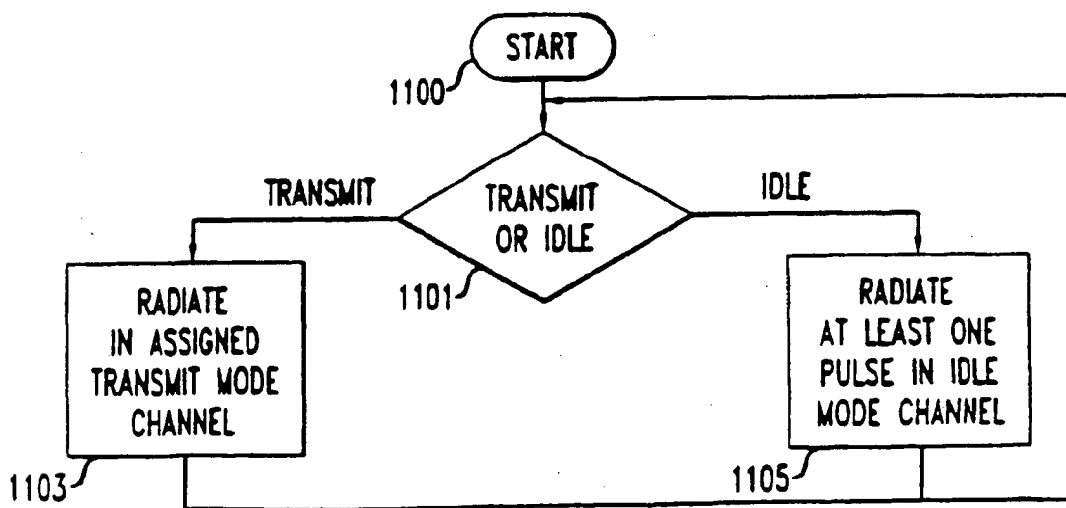 START
1100
TRANSMIT
IDLE
TRANSMIT
OR IDLE
1101
RADIATE
IN ASSIGNED
TRANSMIT MODE
CHANNEL
1103
RADIATE
AT LEAST ONE
PULSE IN IDLE
MODE CHANNEL
1105